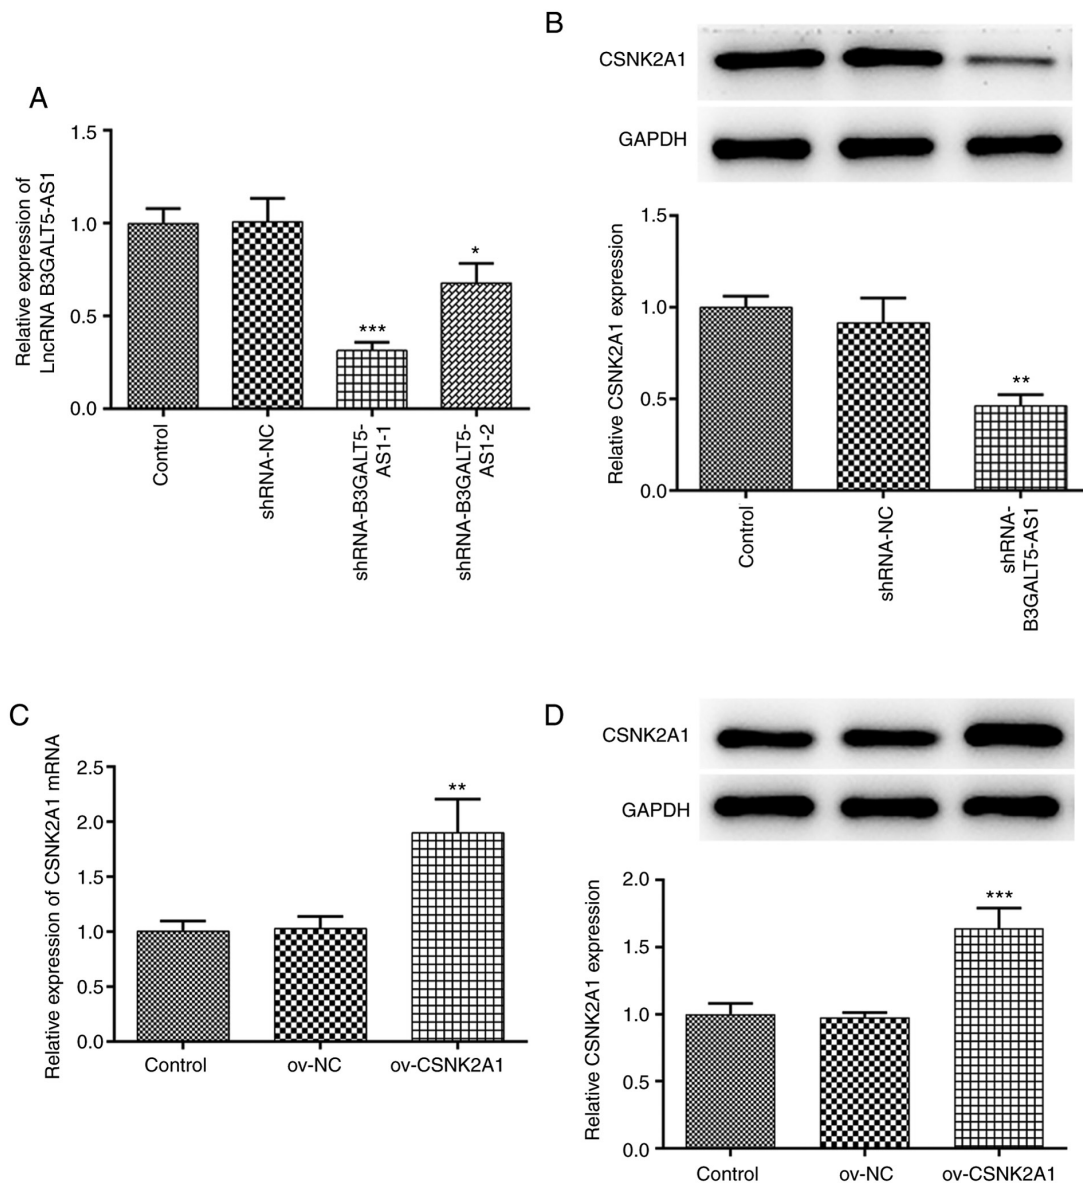 A
Relative expression of
LncRNA B3GALT5-AS1
1.5
1.0
0.5
0.0
*
***
Control
shRNA-NC
shRNA-B3GALT5-
AS1-1
shRNA-B3GALT5-
AS1-2
B
CSNK2A1
GAPDH
Relative CSNK2A1 expression
1.5
1.0
0.5
0.0
**
Control
shRNA-NC
shRNA-
B3GALT5-AS1
C
Relative expression of CSNK2A1 mRNA
2.5
2.0
1.5
1.0
0.5
0.0
**
Control
ov-NC
ov-CSNK2A1
D
CSNK2A1
GAPDH
Relative CSNK2A1 expression
2.0
1.5
1.0
0.5
0.0
***
Control
ov-NC
ov-CSNK2A1